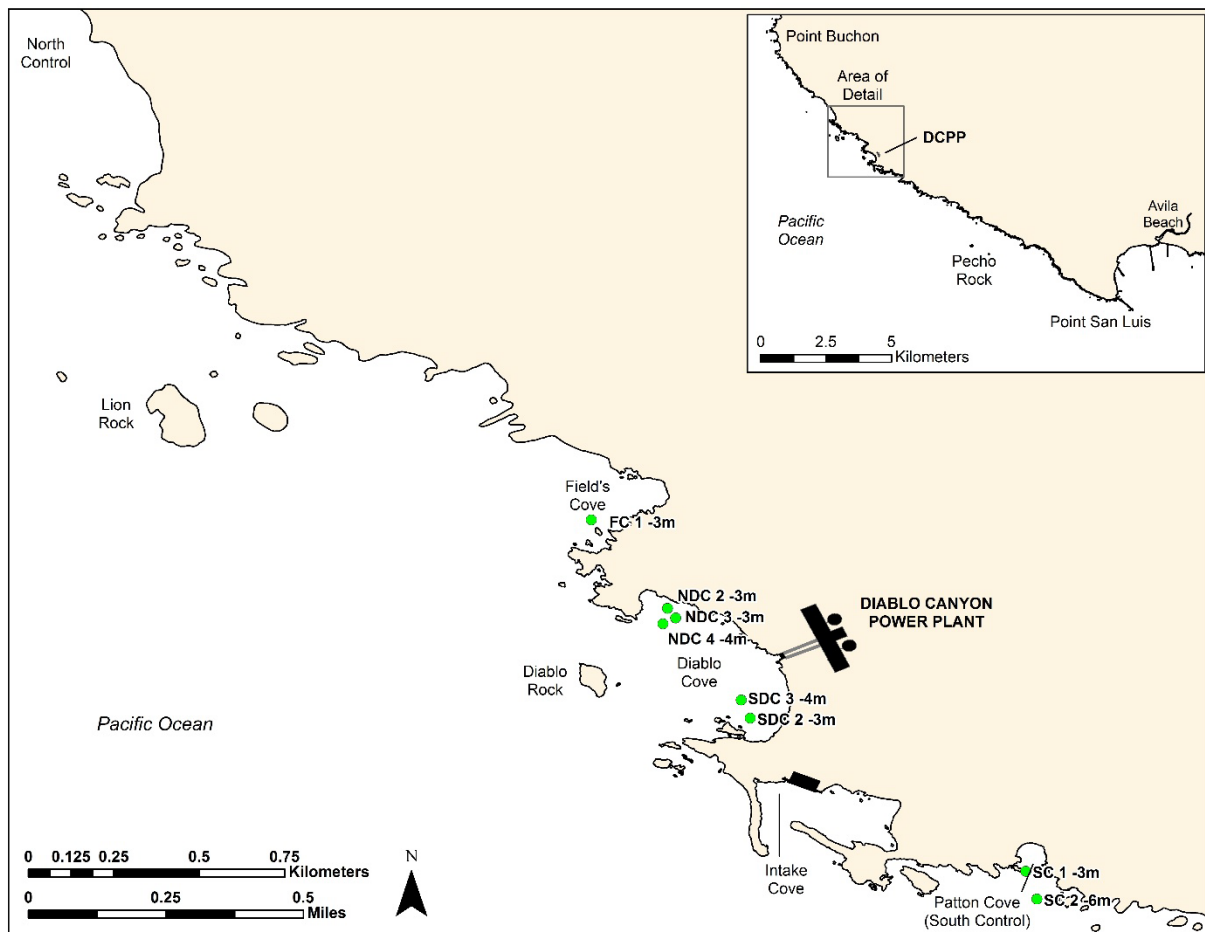 North
Control
Point Buchon
Area of
Detail
DCPP
Pacific
Ocean
Avila
Beach
Pecho
Rock
Point San Luis
0 2.5 5
Kilometers
Lion
Rock
Field's
Cove
FC 1 -3m
NDC 2 -3m
NDC 3 -3m
NDC 4 -4m
DIABLO CANYON
POWER PLANT
Diablo
Rock
Diablo
Cove
SDC 3 -4m
SDC 2 -3m
Pacific Ocean
Intake
Cove
SC 1 -3m
SC 2 -6m
Patton Cove
(South Control)
0 0.125 0.25 0.5 0.75
Kilometers
0 0.25 0.5
Miles
N